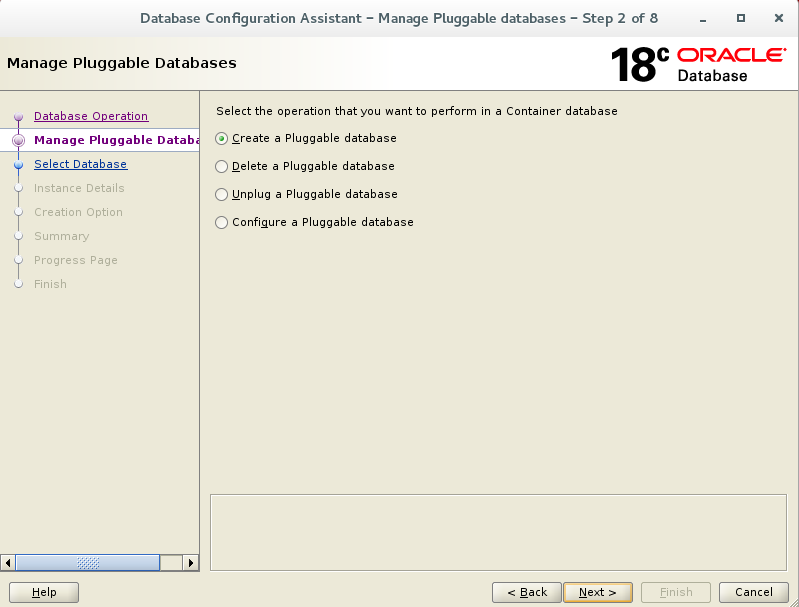 Database Configuration Assistant – Manage Pluggable databases – Step 2 of 8
Manage Pluggable Databases
18c ORACLE
Database
Database Operation
Manage Pluggable Databa
Select Database
Instance Details
Creation Option
Summary
Progress Page
Finish
Select the operation that you want to perform in a Container database
Create a Pluggable database
Delete a Pluggable database
Unplug a Pluggable database
Configure a Pluggable database
Help
< Back
Next >
Finish
Cancel